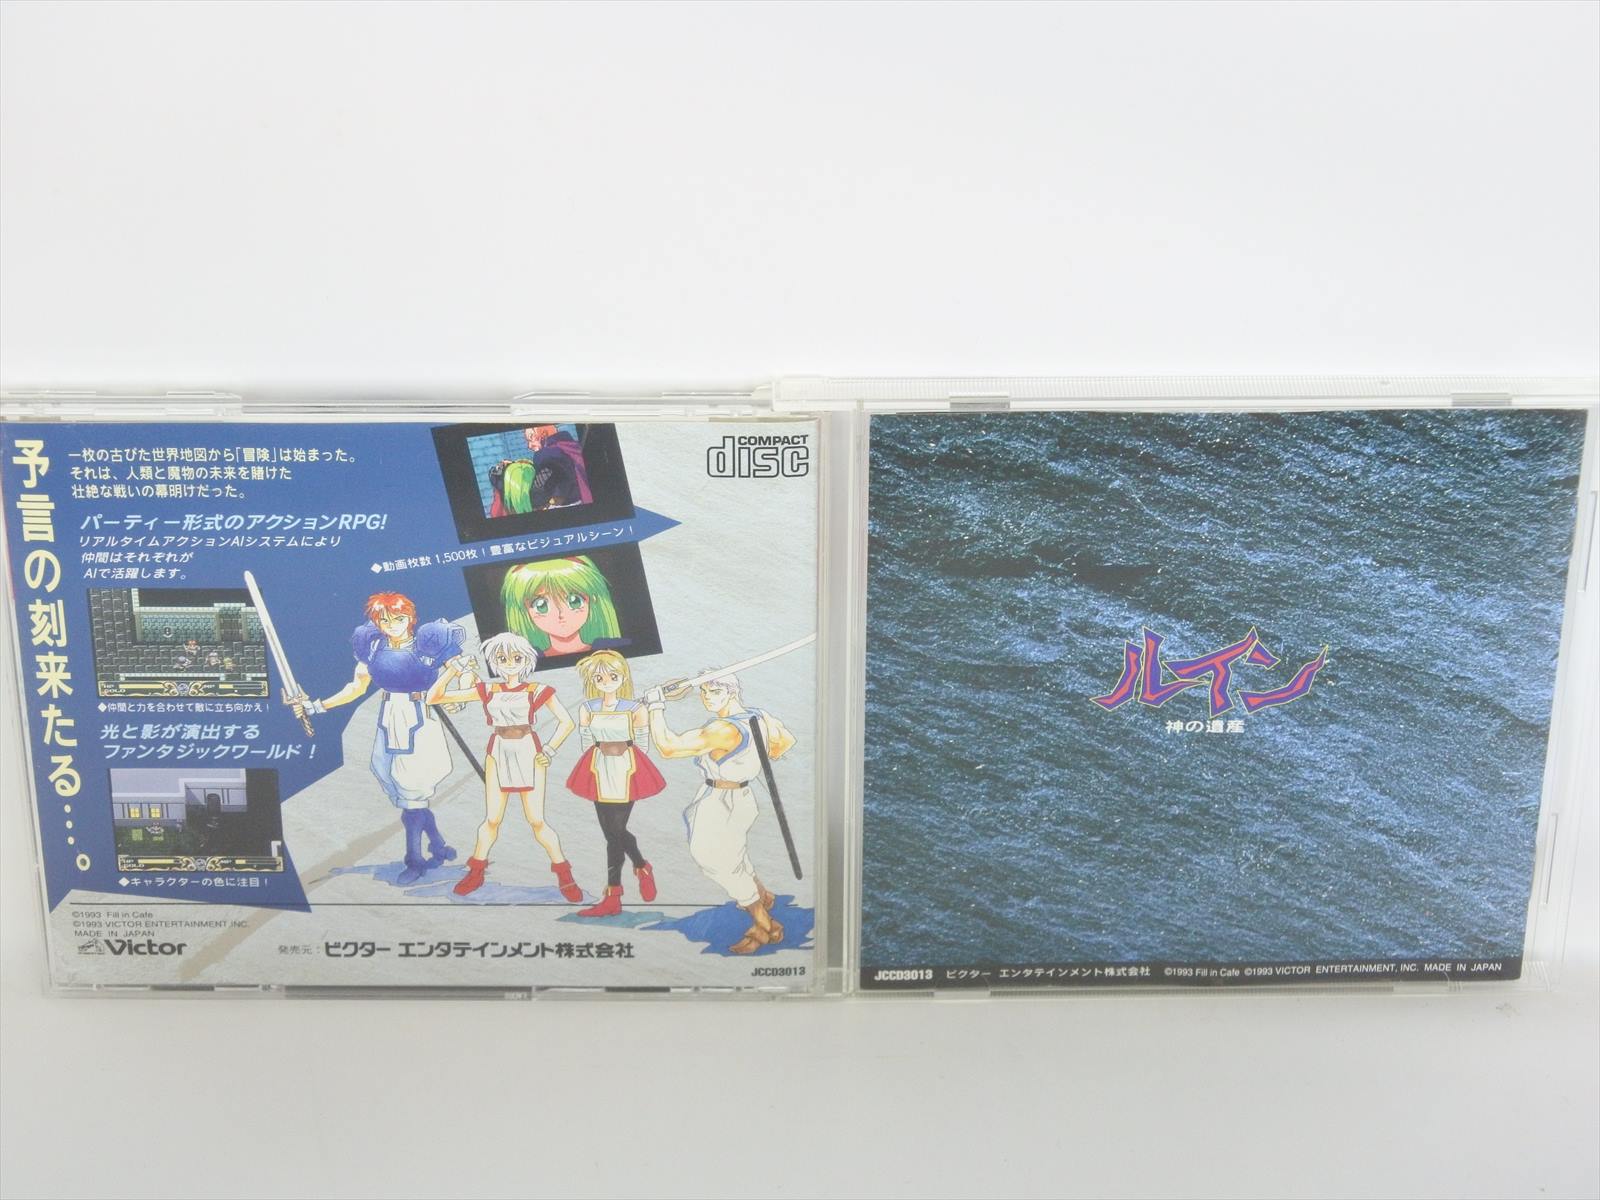 予言の刻来たる・・・・。
一枚の古びた世界地図から「冒険」は始まった。
それは、人類と魔物の未来を賭けた
壮絶な戦いの幕明けだった。
パーティー形式のアクションRPG!
リアルタイムアクションAIシステムにより
仲間はそれぞれが
AIで活躍します。
◆仲間と力を合わせて敵に立ち向かえ!
光と影が演出する
ファンタジックワールド!
◆キャラクターの色に注目!
◆動画枚数1,500枚!豊富なビジュアルシーン!
COMPACT
disc
©1993 Fill in Cafe
©1993 VICTOR ENTERTAINMENT, INC.
MADE IN JAPAN
Victor
発売元:ビクター エンタテインメント株式会社
JCCD3013
ルイン
神の遺産
JCCD3013 ビクター エンタテインメント株式会社 ©1993 Fill in Cafe ©1993 VICTOR ENTERTAINMENT, INC. MADE IN JAPAN